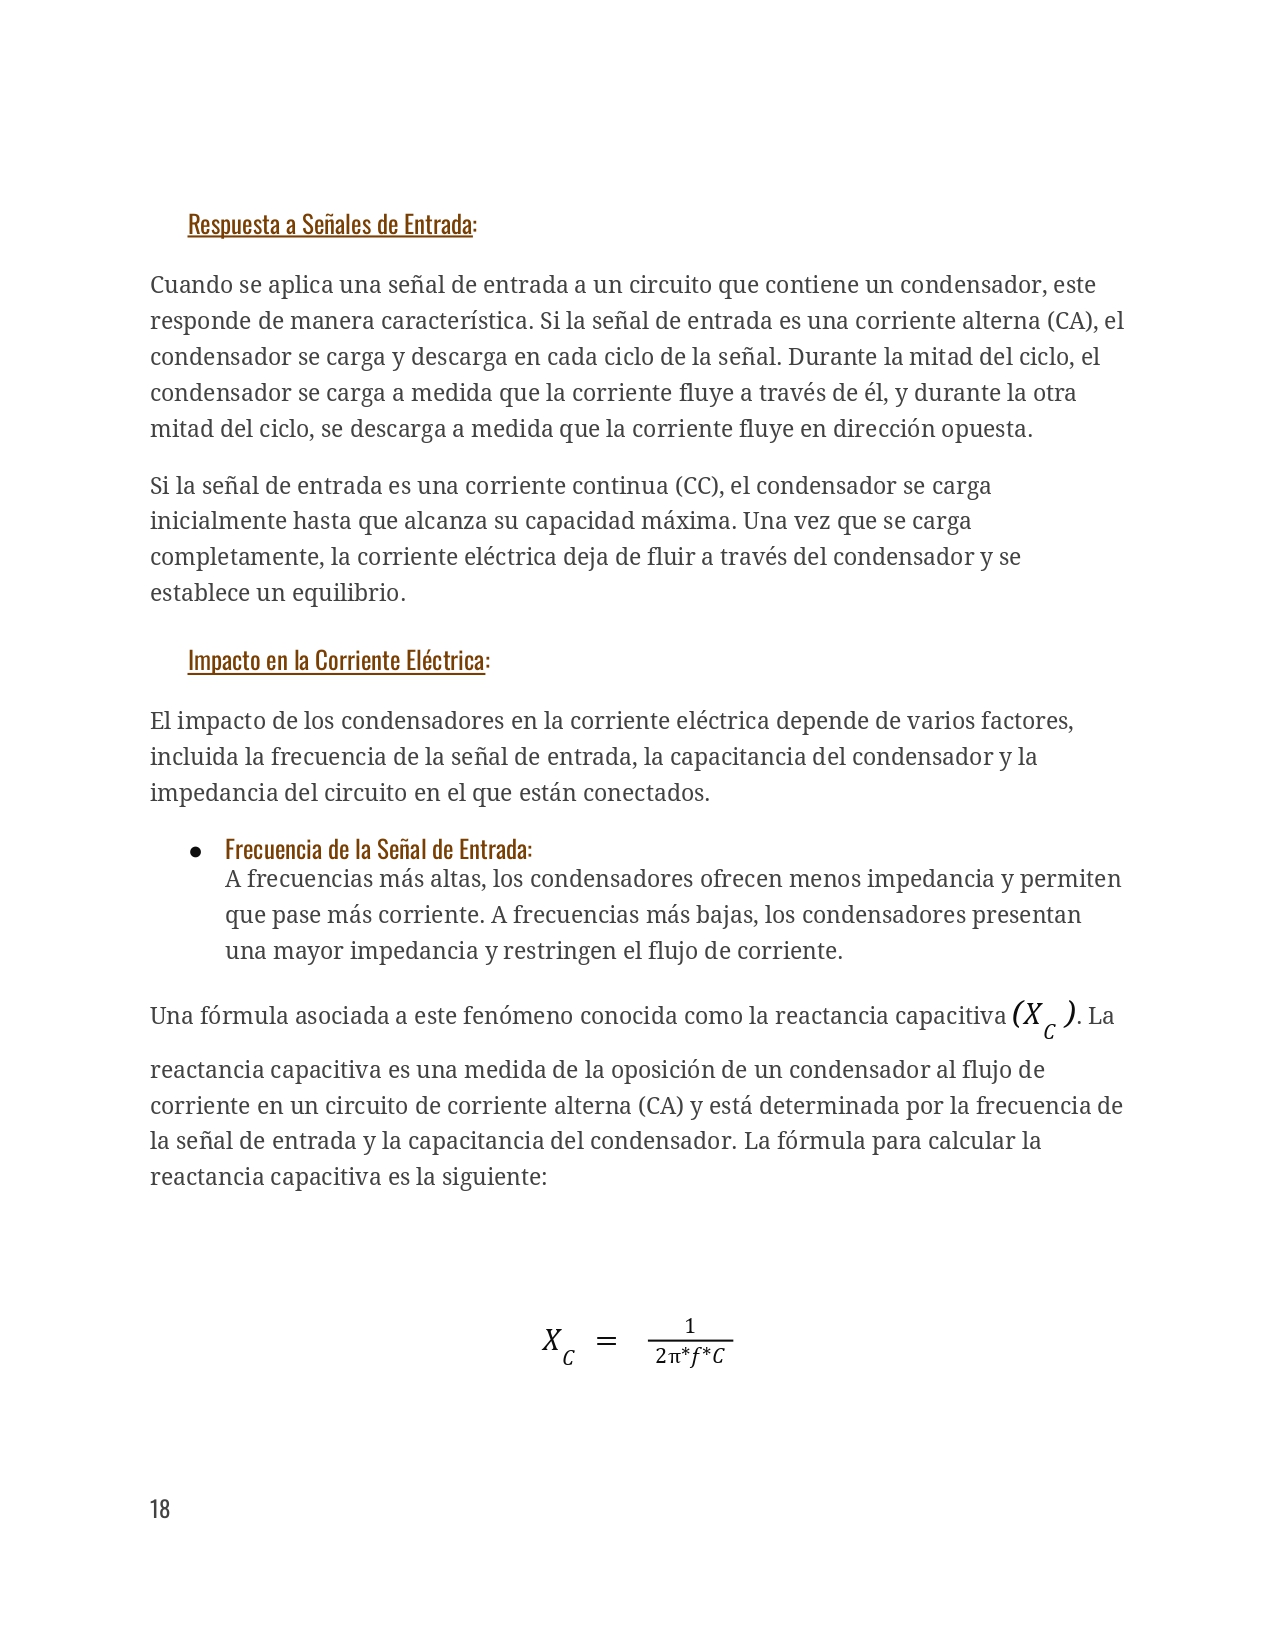 Respuesta a Señales de Entrada:
Cuando se aplica una señal de entrada a un circuito que contiene un condensador, este
responde de manera característica. Si la señal de entrada es una corriente alterna (CA), el
condensador se carga y descarga en cada ciclo de la señal. Durante la mitad del ciclo, el
condensador se carga a medida que la corriente fluye a través de él, y durante la otra
mitad del ciclo, se descarga a medida que la corriente fluye en dirección opuesta.
Si la señal de entrada es una corriente continua (CC), el condensador se carga
inicialmente hasta que alcanza su capacidad máxima. Una vez que se carga
completamente, la corriente eléctrica deja de fluir a través del condensador y se
establece un equilibrio.
Impacto en la Corriente Eléctrica:
El impacto de los condensadores en la corriente eléctrica depende de varios factores,
incluida la frecuencia de la señal de entrada, la capacitancia del condensador y la
impedancia del circuito en el que están conectados.
● Frecuencia de la Señal de Entrada:
A frecuencias más altas, los condensadores ofrecen menos impedancia y permiten
que pase más corriente. A frecuencias más bajas, los condensadores presentan
una mayor impedancia y restringen el flujo de corriente.
Una fórmula asociada a este fenómeno conocida como la reactancia capacitiva (X_C). La
reactancia capacitiva es una medida de la oposición de un condensador al flujo de
corriente en un circuito de corriente alterna (CA) y está determinada por la frecuencia de
la señal de entrada y la capacitancia del condensador. La fórmula para calcular la
reactancia capacitiva es la siguiente:
X_C = 1 / 2π*f*C
18